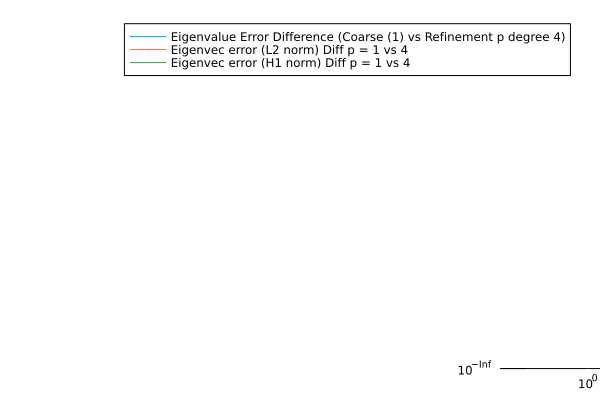 Eigenvalue Error Difference (Coarse (1) vs Refinement p degree 4)
Eigenvec error (L2 norm) Diff p = 1 vs 4
Eigenvec error (H1 norm) Diff p = 1 vs 4
10^-Inf
10^0